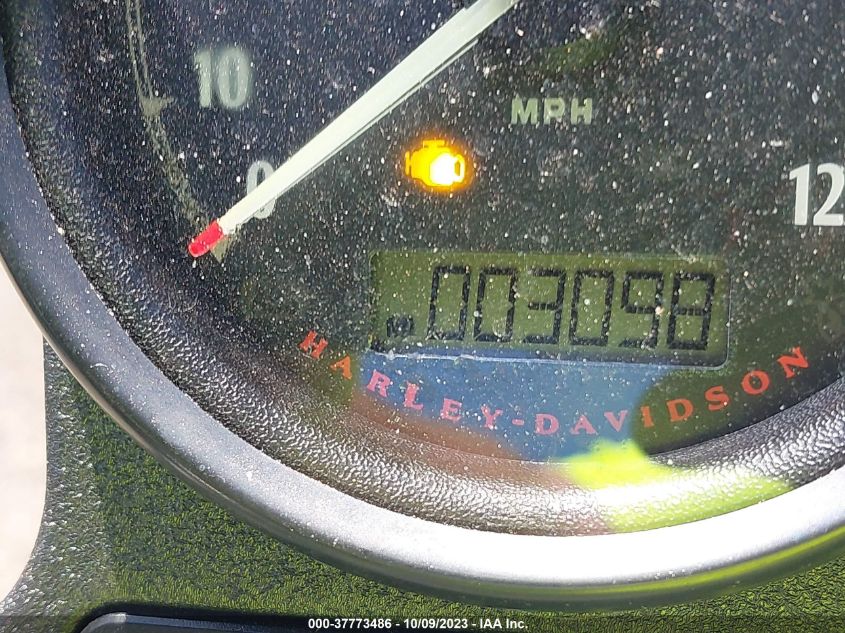 10
MPH
0
12
003098
HARLEY-DAVIDSON
000-37773486 - 10/09/2023 - IAA Inc.